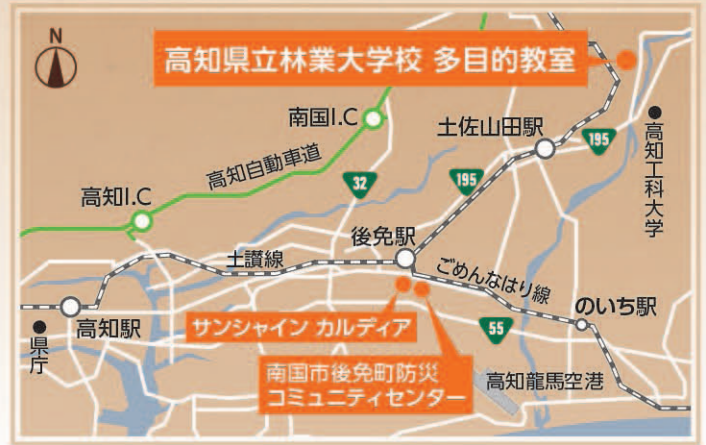 N
高知県立林業大学校 多目的教室
南国I.C
土佐山田駅
195
高知工科大学
高知自動車道
32
195
高知I.C
後免駅
土讃線
ごめんなはり線
高知駅
県庁
サンシャイン カルディア
のいち駅
55
南国市後免町防災
コミュニティセンター
高知龍馬空港